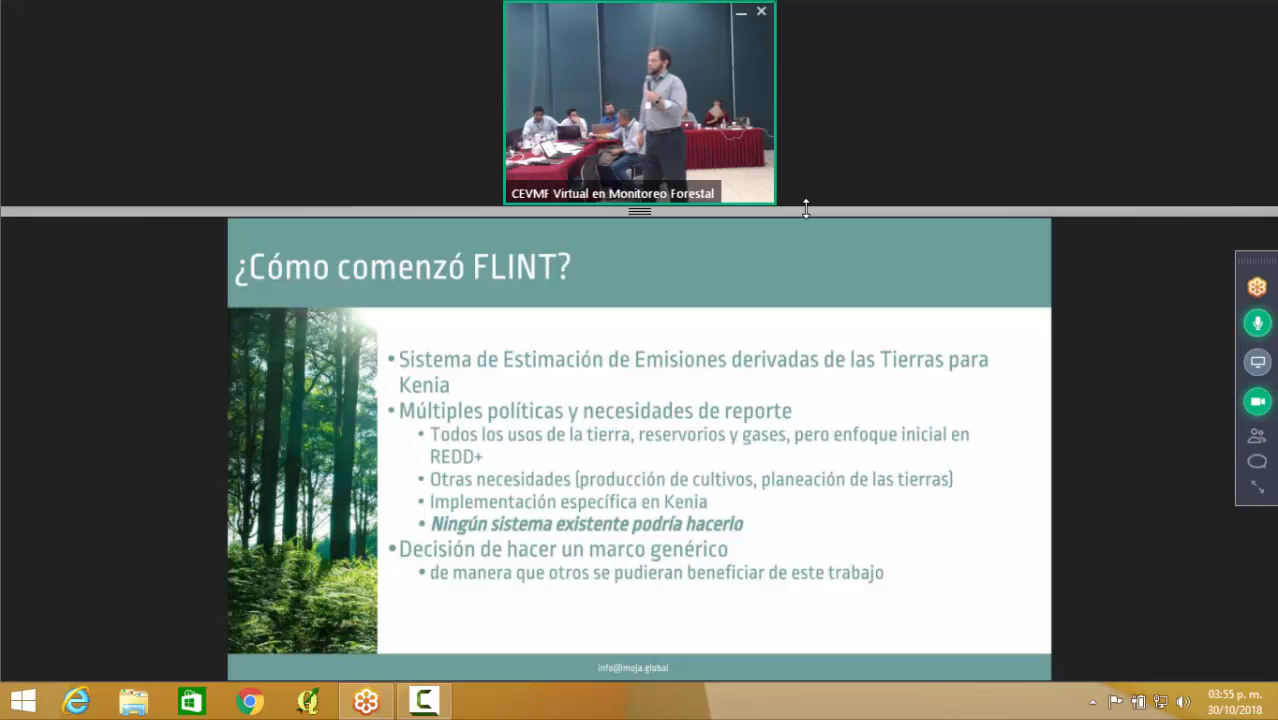 CEVMF Virtual en Monitoreo Forestal
¿Cómo comenzó FLINT?
•Sistema de Estimación de Emisiones derivadas de las Tierras para
Kenia
•Múltiples políticas y necesidades de reporte
• Todos los usos de la tierra, reservorios y gases, pero enfoque inicial en
REDD+
• Otras necesidades (producción de cultivos, planeación de las tierras)
• Implementación específica en Kenia
• Ningún sistema existente podría hacerlo
•Decisión de hacer un marco genérico
• de manera que otros se pudieran beneficiar de este trabajo
info@moja.global
03:55 p. m.
30/10/2018